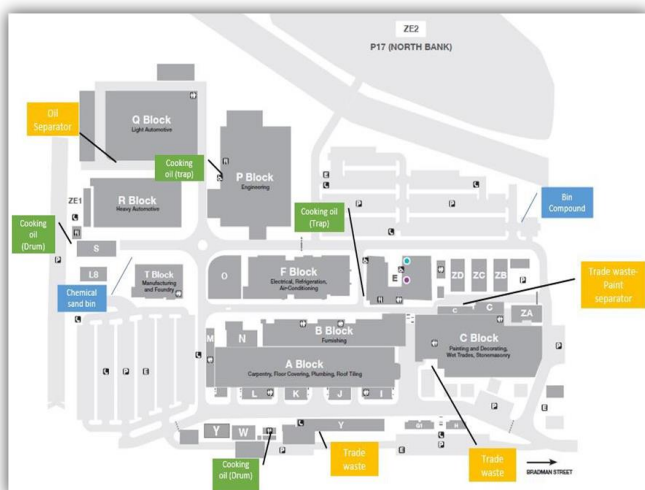 ZE2
P17 (NORTH BANK)
Oil
Separator
Q Block
Light Automotive
Cooking
oil (trap)
P Block
Engineering
ZE1
R Block
Heavy Automotive
Cooking
oil (Drum)
S
Cooking oil
(Trap)
Bin
Compound
L8
T Block
Manufacturing
and Foundry
O
F Block
Electrical, Refrigeration,
Air-Conditioning
E
ZD
ZC
ZB
Trade waste-
Paint
separator
Chemical
sand bin
M
N
B Block
Furnishing
C
C
ZA
C Block
Painting and Decorating,
Wet Trades, Stonemasonry
A Block
Carpentry, Floor Covering, Plumbing, Roof Tiling
L
K
J
I
Y
W
Y
H
Cooking
oil (Drum)
Trade
waste
Trade
waste
BRADMAN STREET